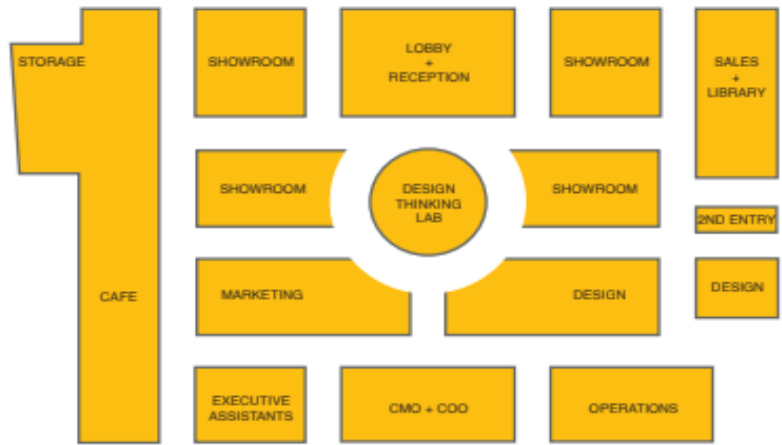 STORAGE
SHOWROOM
LOBBY
+
RECEPTION
SHOWROOM
SALES
+
LIBRARY
SHOWROOM
DESIGN
THINKING
LAB
SHOWROOM
2ND ENTRY
CAFE
MARKETING
DESIGN
DESIGN
EXECUTIVE
ASSISTANTS
CMO + COO
OPERATIONS